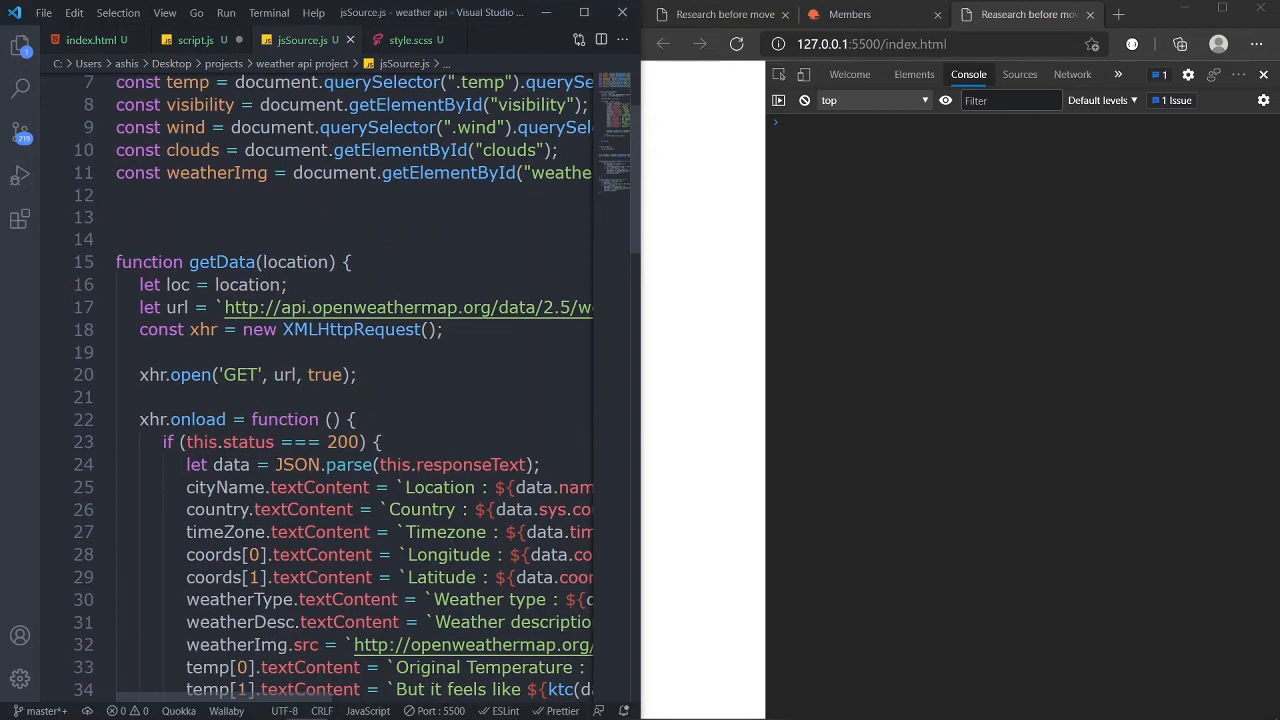 File Edit Selection View Go Run Terminal Help jsSource.js - weather api - Visual Studio ...
index.html U script.js U jsSource.js U style.scss U
C: > Users > ashis > Desktop > projects > weather api project > jsSource.js > ...
7 const temp = document.querySelector(".temp").querySe
8 const visibility = document.getElementById("visibility");
9 const wind = document.querySelector(".wind").querySel
10 const clouds = document.getElementById("clouds");
11 const weatherImg = document.getElementById("weathe
12
13
14
15 function getData(location) {
16 let loc = location;
17 let url = `http://api.openweathermap.org/data/2.5/w
18 const xhr = new XMLHttpRequest();
19
20 xhr.open('GET', url, true);
21
22 xhr.onload = function () {
23 if (this.status === 200) {
24 let data = JSON.parse(this.responseText);
25 cityName.textContent = `Location : ${data.nam
26 country.textContent = `Country : ${data.sys.co
27 timeZone.textContent = `Timezone : ${data.tim
28 coords[0].textContent = `Longitude : ${data.co
29 coords[1].textContent = `Latitude : ${data.coor
30 weatherType.textContent = `Weather type : ${d
31 weatherDesc.textContent = `Weather descriptio
32 weatherImg.src = `http://openweathermap.org/
33 temp[0].textContent = `Original Temperature :
34 temp[1].textContent = `But it feels like ${ktc(da
1
219
master*+ 0 0 Quokka Wallaby UTF-8 CRLF JavaScript Port : 5500 ESLint Prettier
Research before move Members Reasearch before mov
127.0.0.1:5500/index.html
Welcome Elements Console Sources Network 1
top Filter Default levels 1 Issue